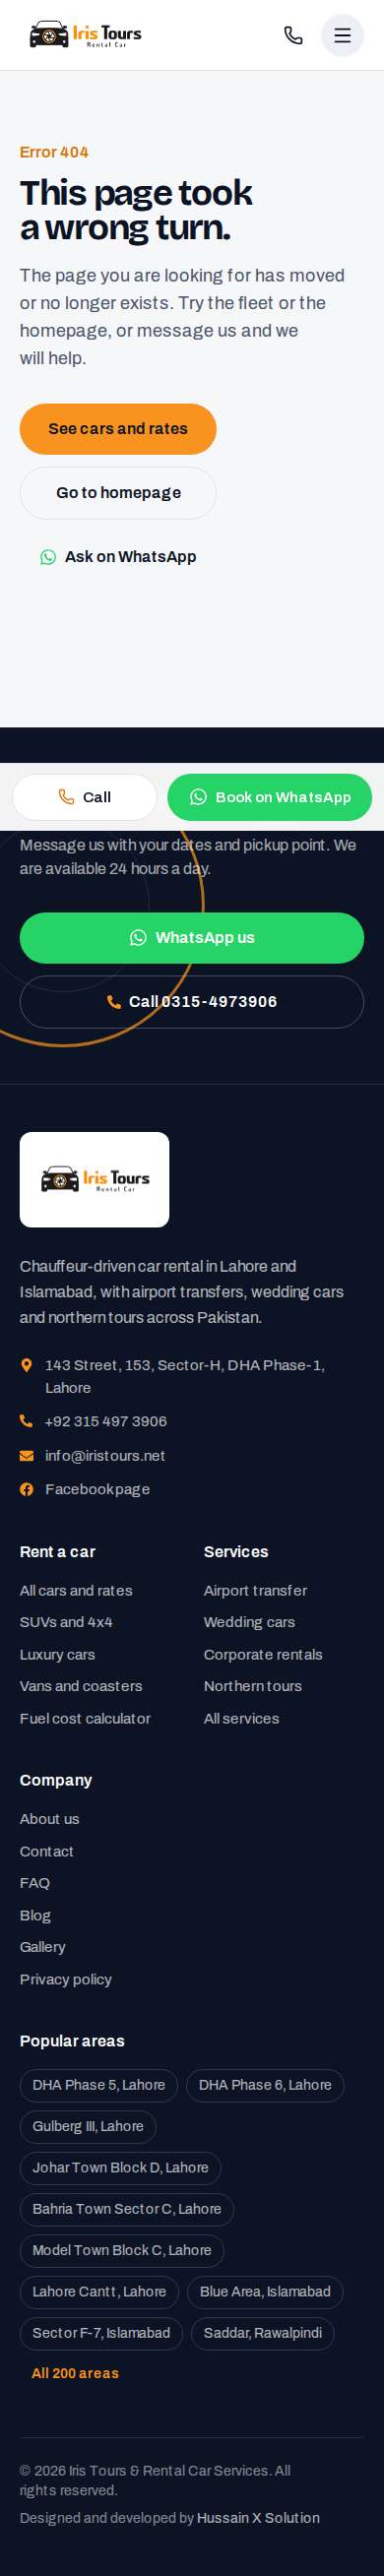 Iris Tours
Rental Car
Error 404
This page took
a wrong turn.
The page you are looking for has moved
or no longer exists. Try the fleet or the
homepage, or message us and we
will help.
See cars and rates
Go to homepage
Ask on WhatsApp
Call
Book on WhatsApp
Message us with your dates and pickup point. We
are available 24 hours a day.
WhatsApp us
Call 0315-4973906
Iris Tours
Rental Car
Chauffeur-driven car rental in Lahore and
Islamabad, with airport transfers, wedding cars
and northern tours across Pakistan.
143 Street, 153, Sector-H, DHA Phase-1,
Lahore
+92 315 497 3906
info@iristours.net
Facebook page
Rent a car
All cars and rates
SUVs and 4x4
Luxury cars
Vans and coasters
Fuel cost calculator
Services
Airport transfer
Wedding cars
Corporate rentals
Northern tours
All services
Company
About us
Contact
FAQ
Blog
Gallery
Privacy policy
Popular areas
DHA Phase 5, Lahore
DHA Phase 6, Lahore
Gulberg III, Lahore
Johar Town Block D, Lahore
Bahria Town Sector C, Lahore
Model Town Block C, Lahore
Lahore Cantt, Lahore
Blue Area, Islamabad
Sector F-7, Islamabad
Saddar, Rawalpindi
All 200 areas
© 2026 Iris Tours & Rental Car Services. All
rights reserved.
Designed and developed by Hussain X Solution